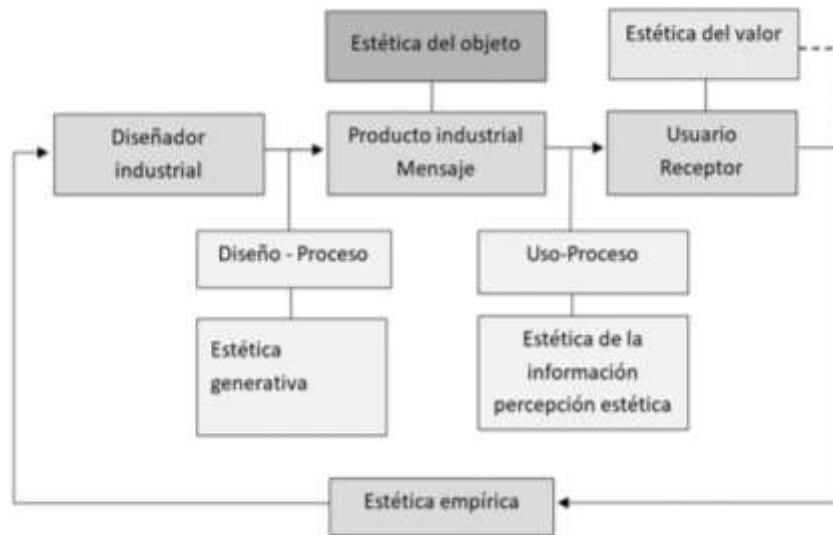 Estética del objeto
Estética del valor
Diseñador
industrial
Producto industrial
Mensaje
Usuario
Receptor
Diseño - Proceso
Uso-Proceso
Estética
generativa
Estética de la
información
percepción estética
Estética empírica